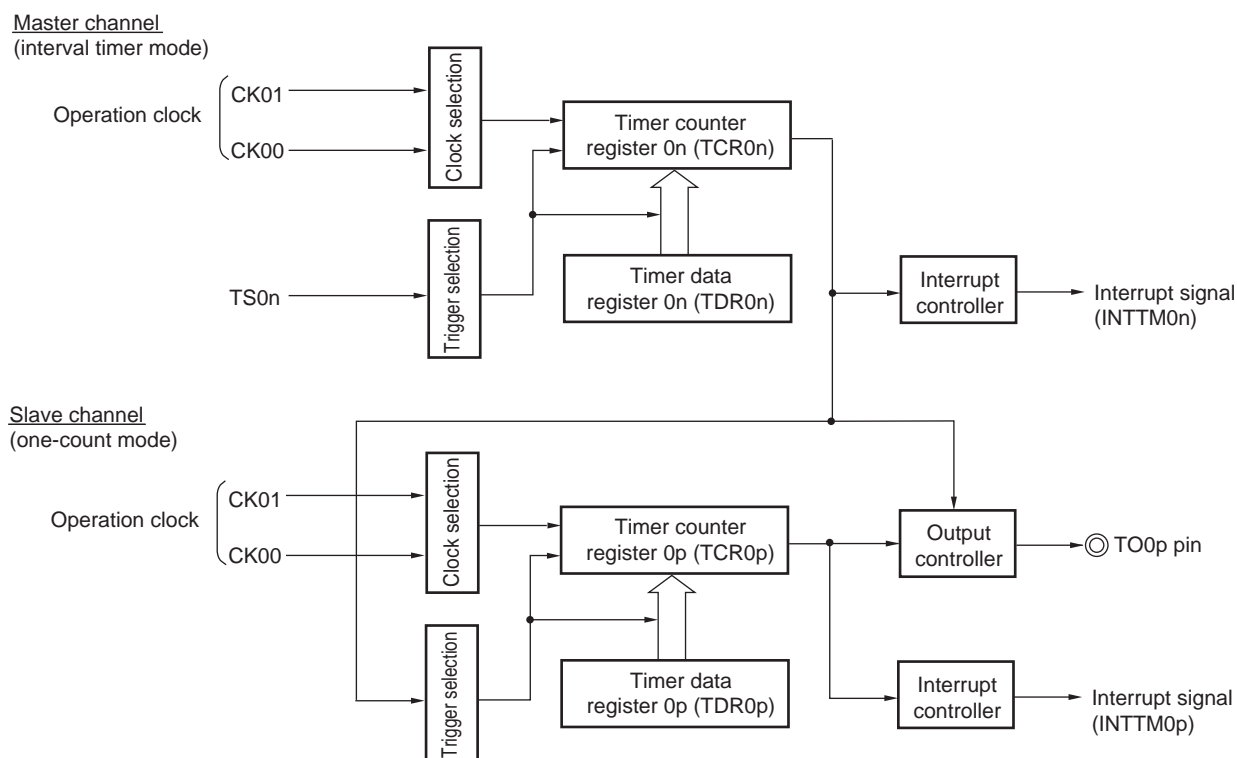 Master channel
(interval timer mode)
Operation clock
CK01
CK00
Clock selection
Timer counter
register 0n (TCR0n)
TS0n
Trigger selection
Timer data
register 0n (TDR0n)
Interrupt
controller
Interrupt signal
(INTTM0n)
Slave channel
(one-count mode)
Operation clock
CK01
CK00
Clock selection
Timer counter
register 0p (TCR0p)
Output
controller
TO0p pin
Trigger selection
Timer data
register 0p (TDR0p)
Interrupt
controller
Interrupt signal
(INTTM0p)